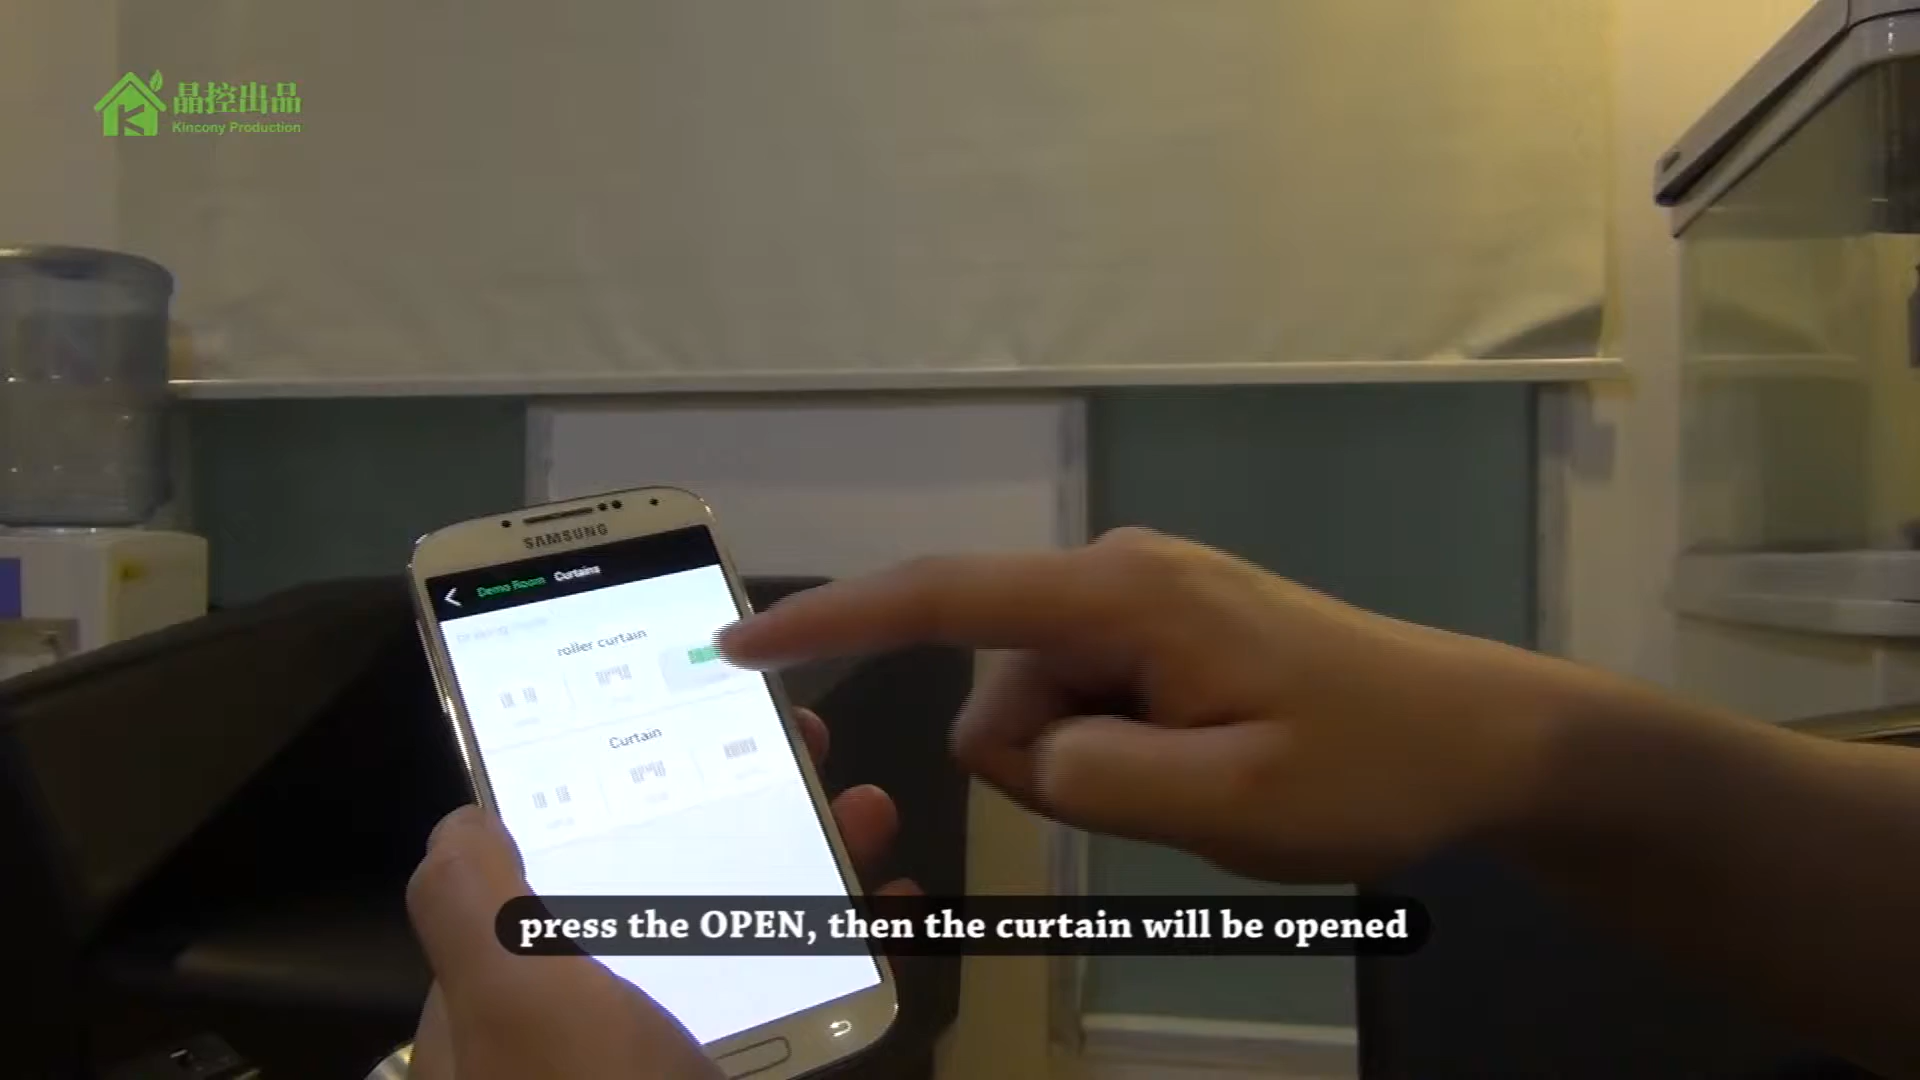 晶控出品
Kincony Production
SAMSUNG
Demo Room Curtains
roller curtain
Curtain
press the OPEN, then the curtain will be opened